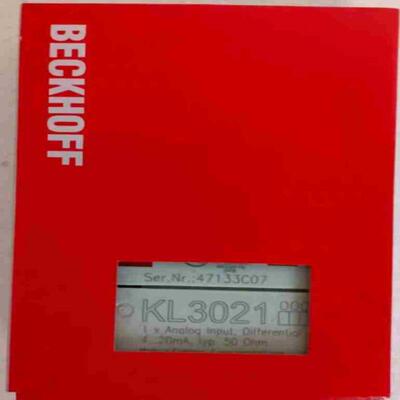 BECKHOFF
Ser.Nr.: 47133C07
KL3021
1 x Analog Input, Differential
4...20mA, typ. 50 Ohm